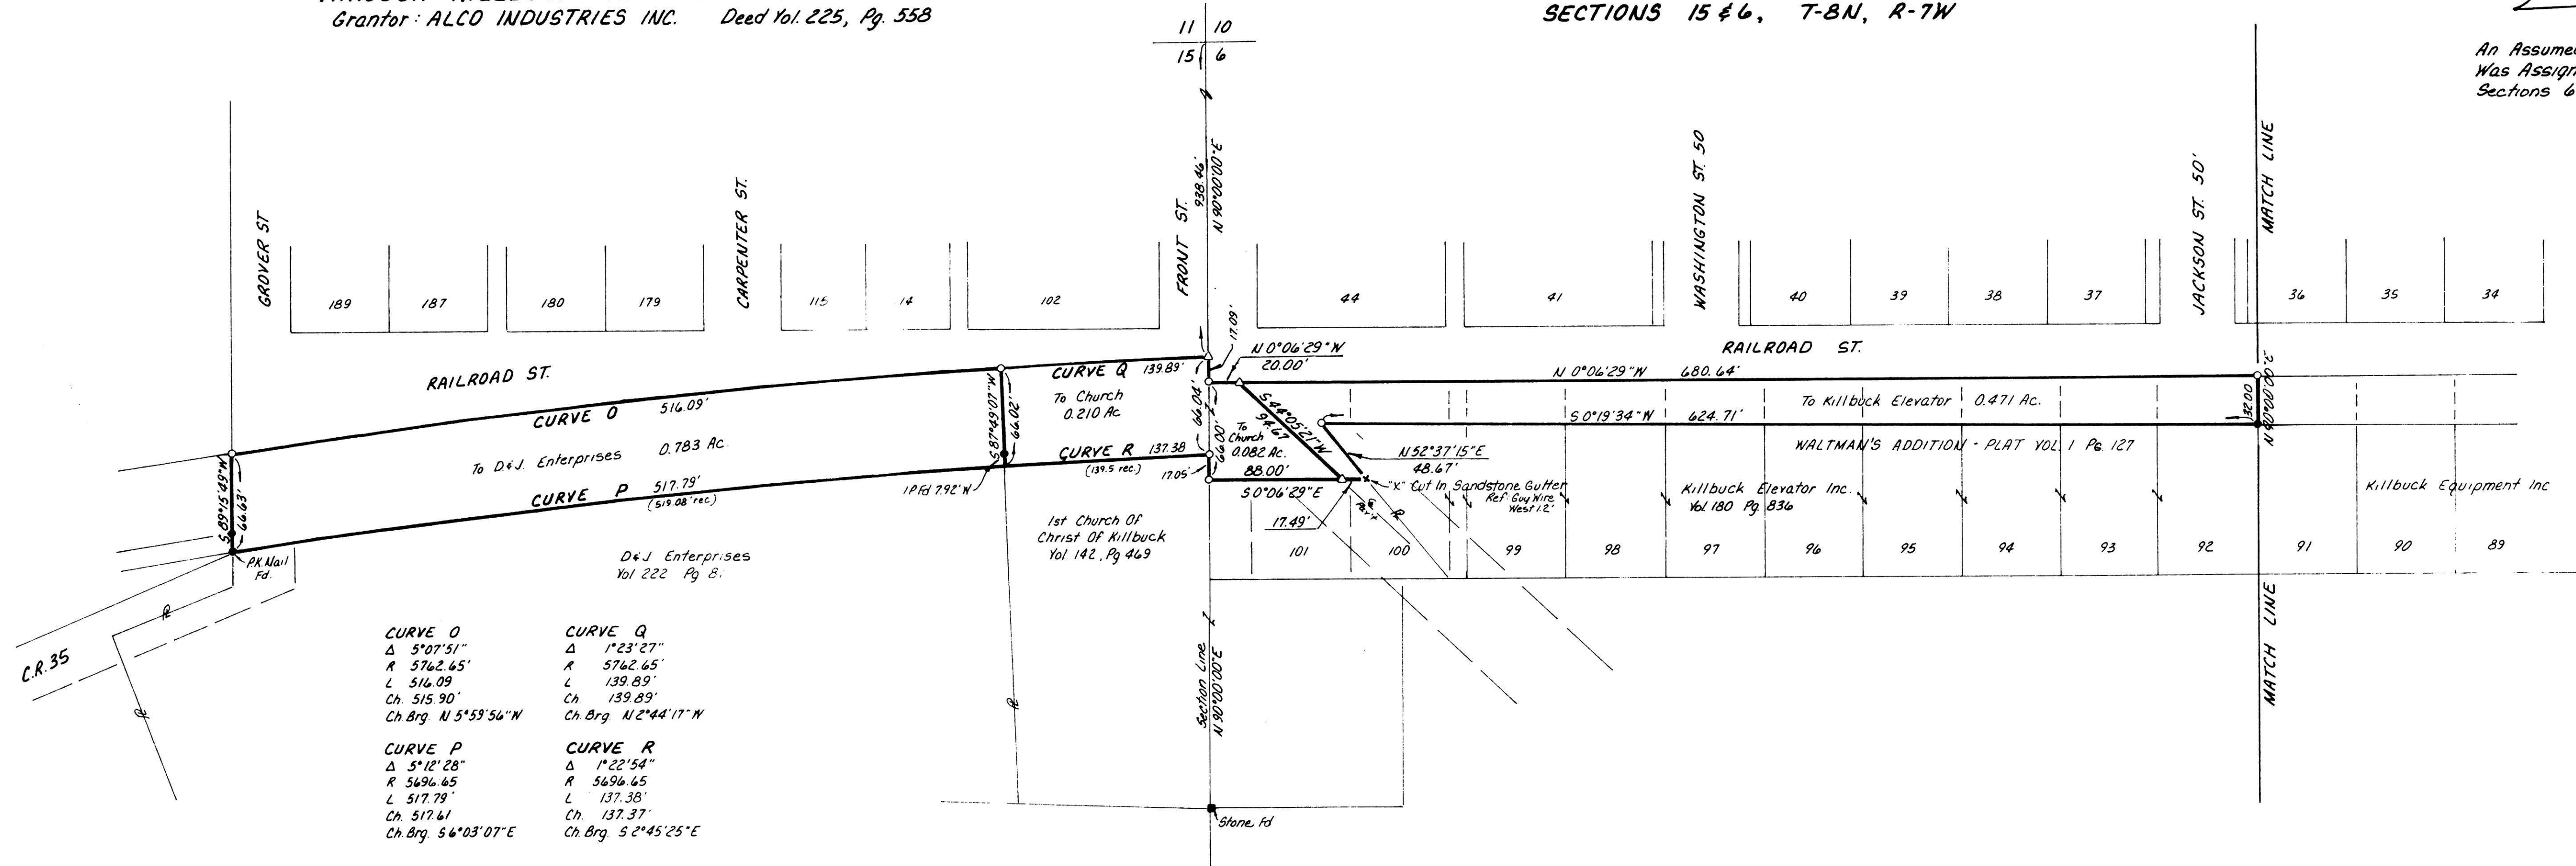 Grantor: ALCO INDUSTRIES INC. Deed Vol. 225, Pg. 558
SECTIONS 15 & 6, T-8N, R-7W
11 10
15 6
An Assumed
Was Assign
Sections 6
GROVER ST
CARPENTER ST.
FRONT ST.
938.46'
N 90°00'00"E
WASHINGTON ST. 50
JACKSON ST. 50'
MATCH LINE
189
187
180
179
115
14
102
44
41
40
39
38
37
36
35
34
RAILROAD ST.
RAILROAD ST.
17.09'
N 0°06'29"W
20.00'
N 0°06'29"W 680.64'
CURVE O 516.09'
CURVE Q 139.89'
To Church
0.210 Ac
S 87°49'07"W
66.02'
66.04'
66.00'
To D&J. Enterprises 0.783 Ac.
CURVE P 517.79'
(519.08' rec.)
CURVE R 137.38
(139.5 rec.)
17.05'
I.P. Fd 7.92' W
S 44°05'21"W
94.67
To
Church
0.082 Ac.
88.00'
S 0°06'29"E
17.49'
N 52°37'15"E
48.67'
"X" Cut In Sandstone Gutter
Ref: Guy Wire
West 1.2'
S 0°19'34"W 624.71'
To Killbuck Elevator 0.471 Ac.
32.00
N 90°00'00"E
WALTMAN'S ADDITION - PLAT VOL. 1 PG. 127
Killbuck Elevator Inc.
Vol. 180 Pg. 836
Killbuck Equipment Inc
S 89°15'49"W
66.63'
P.K. Nail
Fd.
D&J Enterprises
Vol 222 Pg 8
1st Church Of
Christ Of Killbuck
Vol 142, Pg 469
101
100
99
98
97
96
95
94
93
92
91
90
89
C.R. 35
CURVE O
Δ 5°07'51"
R 5762.65'
L 516.09
Ch. 515.90'
Ch. Brg. N 5°59'56"W
CURVE Q
Δ 1°23'27"
R 5762.65'
L 139.89'
Ch. 139.89'
Ch. Brg. N 2°44'17"W
CURVE P
Δ 5°12'28"
R 5696.65
L 517.79'
Ch. 517.61
Ch. Brg. S 6°03'07"E
CURVE R
Δ 1°22'54"
R 5696.65
L 137.38'
Ch. 137.37'
Ch. Brg. S 2°45'25"E
Section Line
N 90°00'00"E
Stone Fd
MATCH LINE